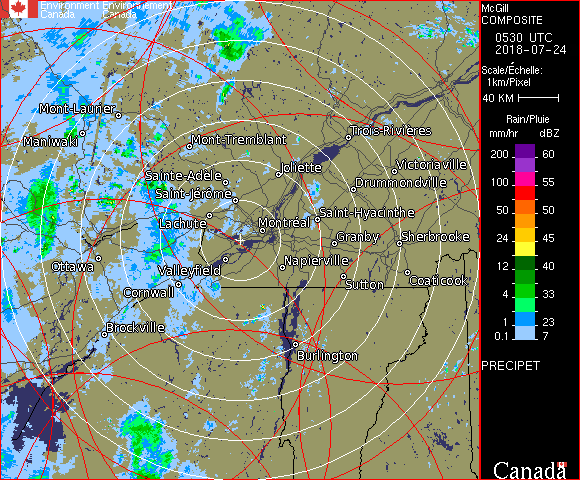 Environment Environnement
Canada Canada
McGill
COMPOSITE
0530 UTC
2018-07-24
Scale/Échelle:
1km/Pixel
40 KM
Rain/Pluie
mm/hr dBZ
200 60
100 55
50 50
24 45
12 40
4 33
1 23
0.1 7
PRECIPET
Canada
Mont-Laurier
Maniwaki
Mont-Tremblant
Trois-Rivières
Sainte-Adèle
Joliette
Victoriaville
Saint-Jérôme
Drummondville
Lachute
Montréal
Saint-Hyacinthe
Granby
Sherbrooke
Ottawa
Valleyfield
Napierville
Cornwall
Sutton
Coaticook
Brockville
Burlington